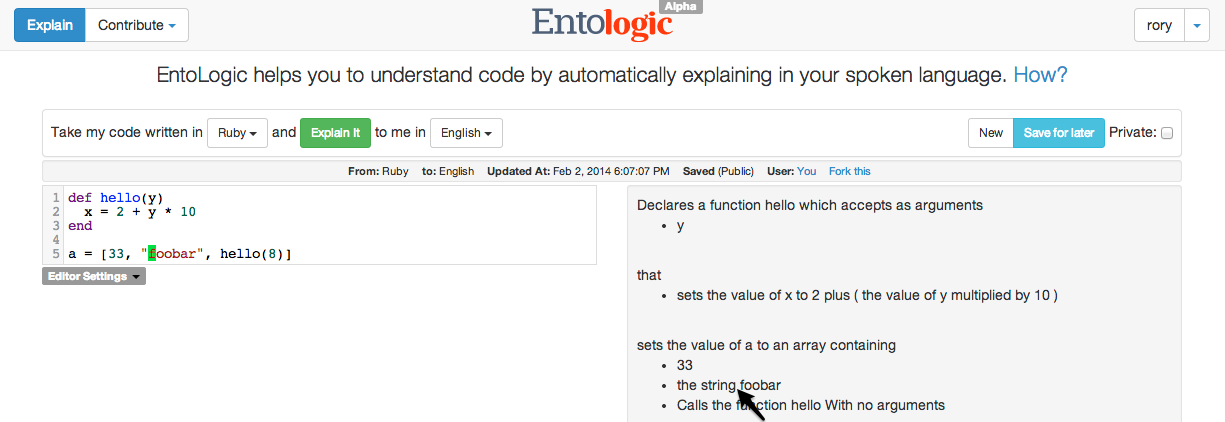 Explain Contribute Entologic Alpha rory
EntoLogic helps you to understand code by automatically explaining in your spoken language. How?
Take my code written in Ruby and Explain It to me in English New Save for later Private:
From: Ruby to: English Updated At: Feb 2, 2014 6:07:07 PM Saved (Public) User: You Fork this
1 def hello(y)
2 x = 2 + y * 10
3 end
4
5 a = [33, "foobar", hello(8)]
Editor Settings
Declares a function hello which accepts as arguments
• y
that
• sets the value of x to 2 plus ( the value of y multiplied by 10 )
sets the value of a to an array containing
• 33
• the string foobar
• Calls the function hello With no arguments